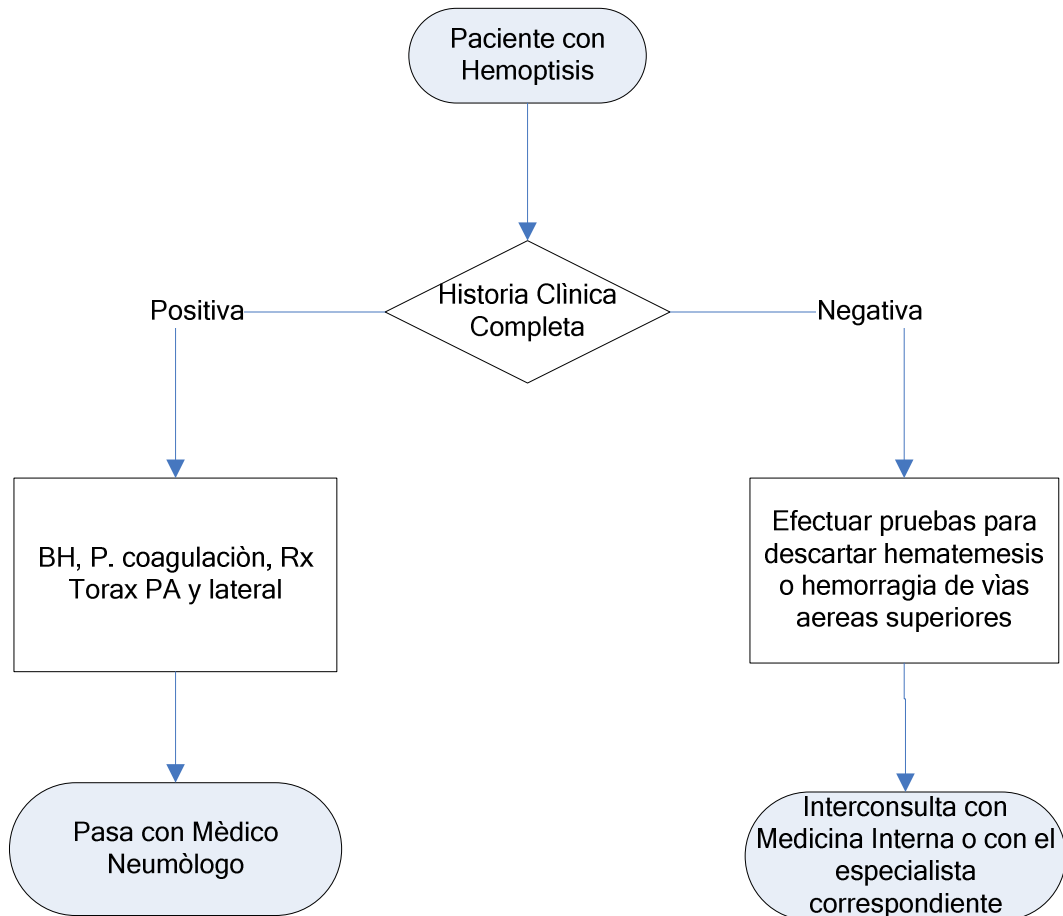 Paciente con
Hemoptisis
Historia Clìnica
Completa
Positiva
Negativa
BH, P. coagulaciòn, Rx
Torax PA y lateral
Efectuar pruebas para
descartar hematemesis
o hemorragia de vìas
aereas superiores
Pasa con Mèdico
Neumòlogo
Interconsulta con
Medicina Interna o con el
especialista
correspondiente